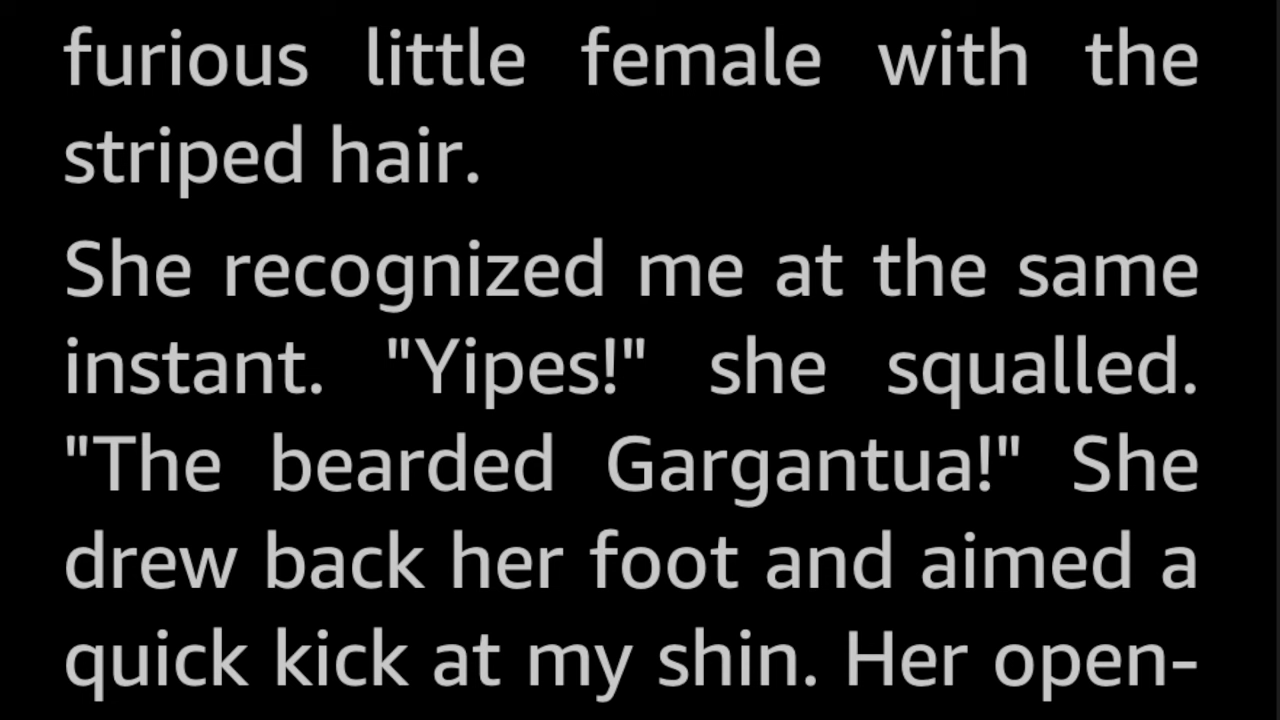 furious little female with the
striped hair.
She recognized me at the same
instant. "Yipes!" she squalled.
"The bearded Gargantua!" She
drew back her foot and aimed a
quick kick at my shin. Her open-